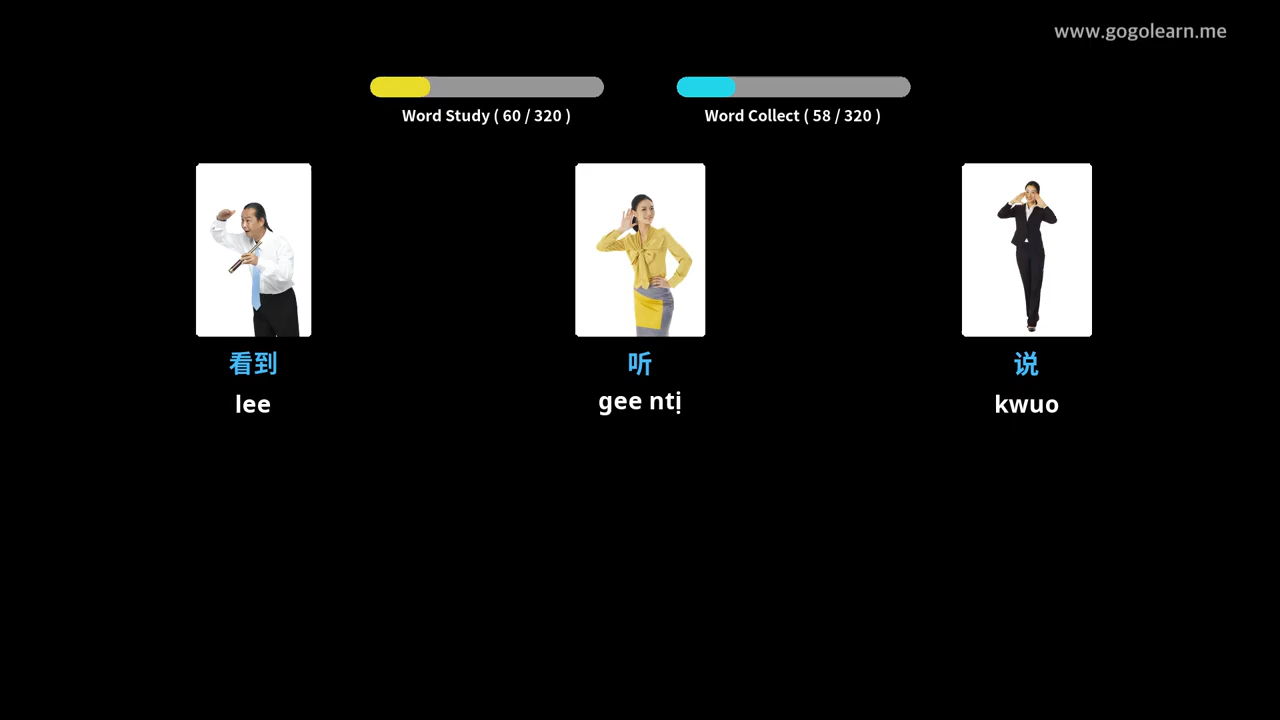 www.gogolearn.me
Word Study ( 60 / 320 )
Word Collect ( 58 / 320 )
看到
听
说
lee
gee ntị
kwuo